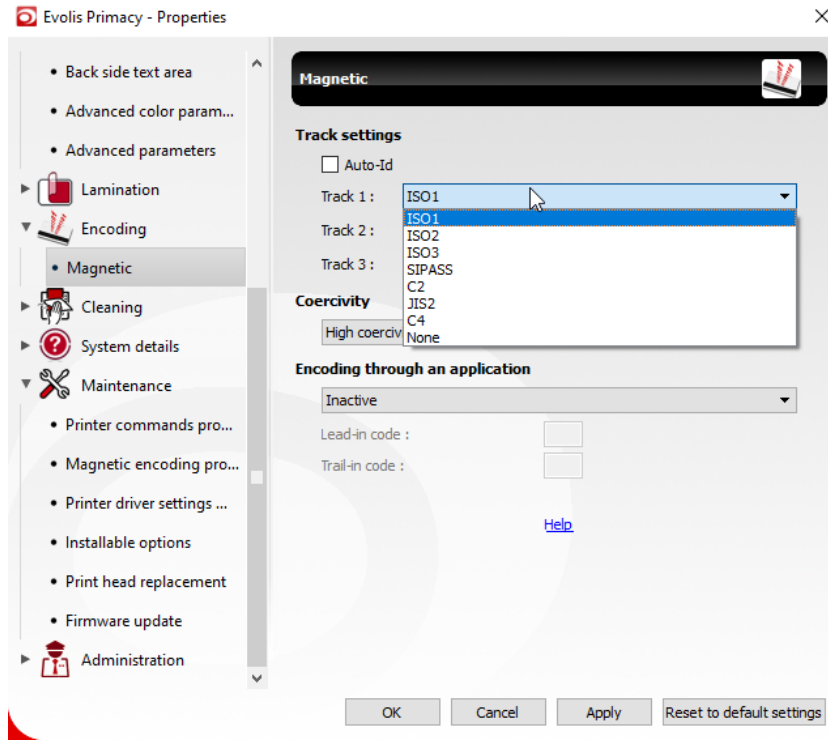 Evolis Primacy - Properties
Back side text area
Advanced color param...
Advanced parameters
Lamination
Encoding
Magnetic
Cleaning
System details
Maintenance
Printer commands pro...
Magnetic encoding pro...
Printer driver settings ...
Installable options
Print head replacement
Firmware update
Administration
Magnetic
Track settings
Auto-Id
Track 1 : ISO1
Track 2 :
Track 3 :
ISO1
ISO2
ISO3
SIPASS
C2
JIS2
C4
None
Coercivity
High coerciv
Encoding through an application
Inactive
Lead-in code :
Trail-in code :
Help
OK
Cancel
Apply
Reset to default settings